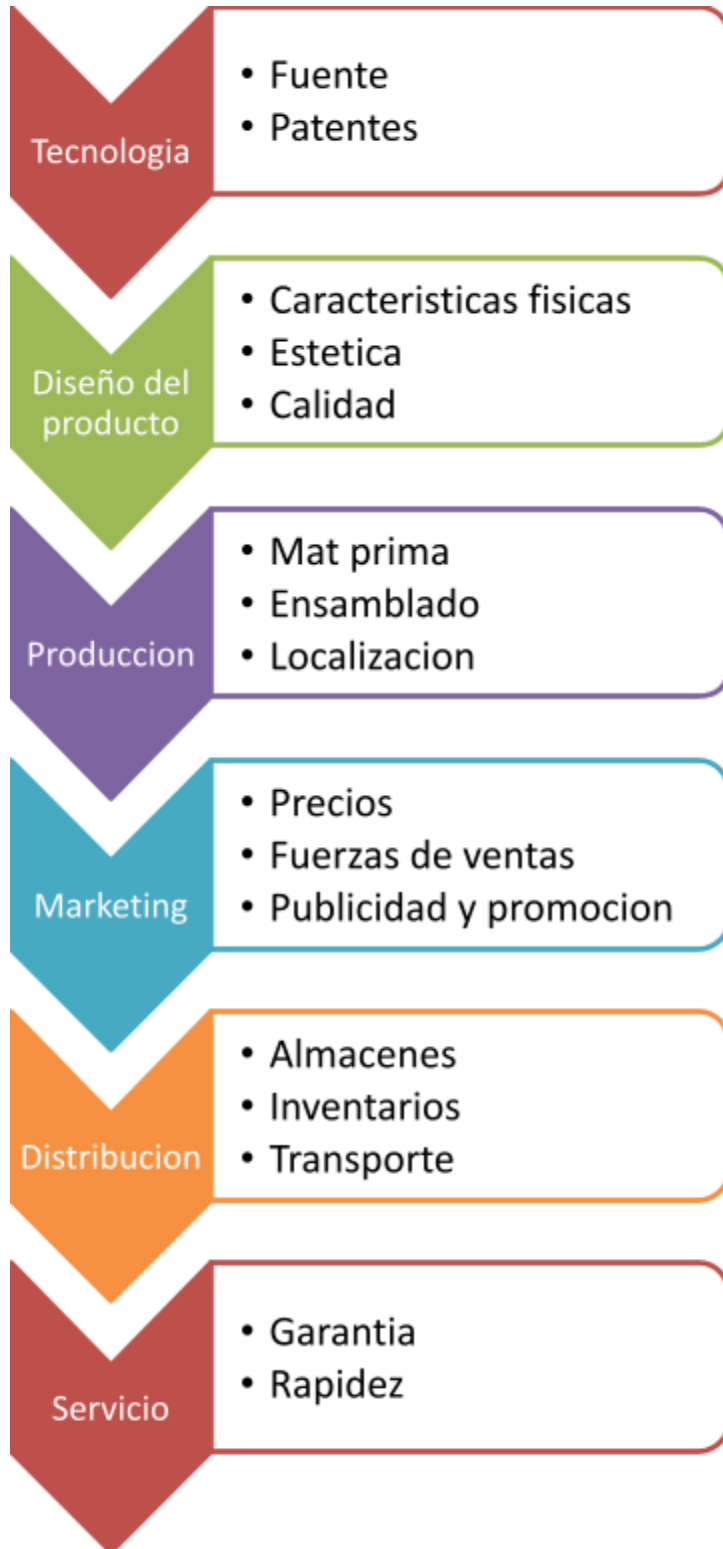 Tecnologia
• Fuente
• Patentes
Diseño del
producto
• Caracteristicas fisicas
• Estetica
• Calidad
Produccion
• Mat prima
• Ensamblado
• Localizacion
Marketing
• Precios
• Fuerzas de ventas
• Publicidad y promocion
Distribucion
• Almacenes
• Inventarios
• Transporte
Servicio
• Garantia
• Rapidez